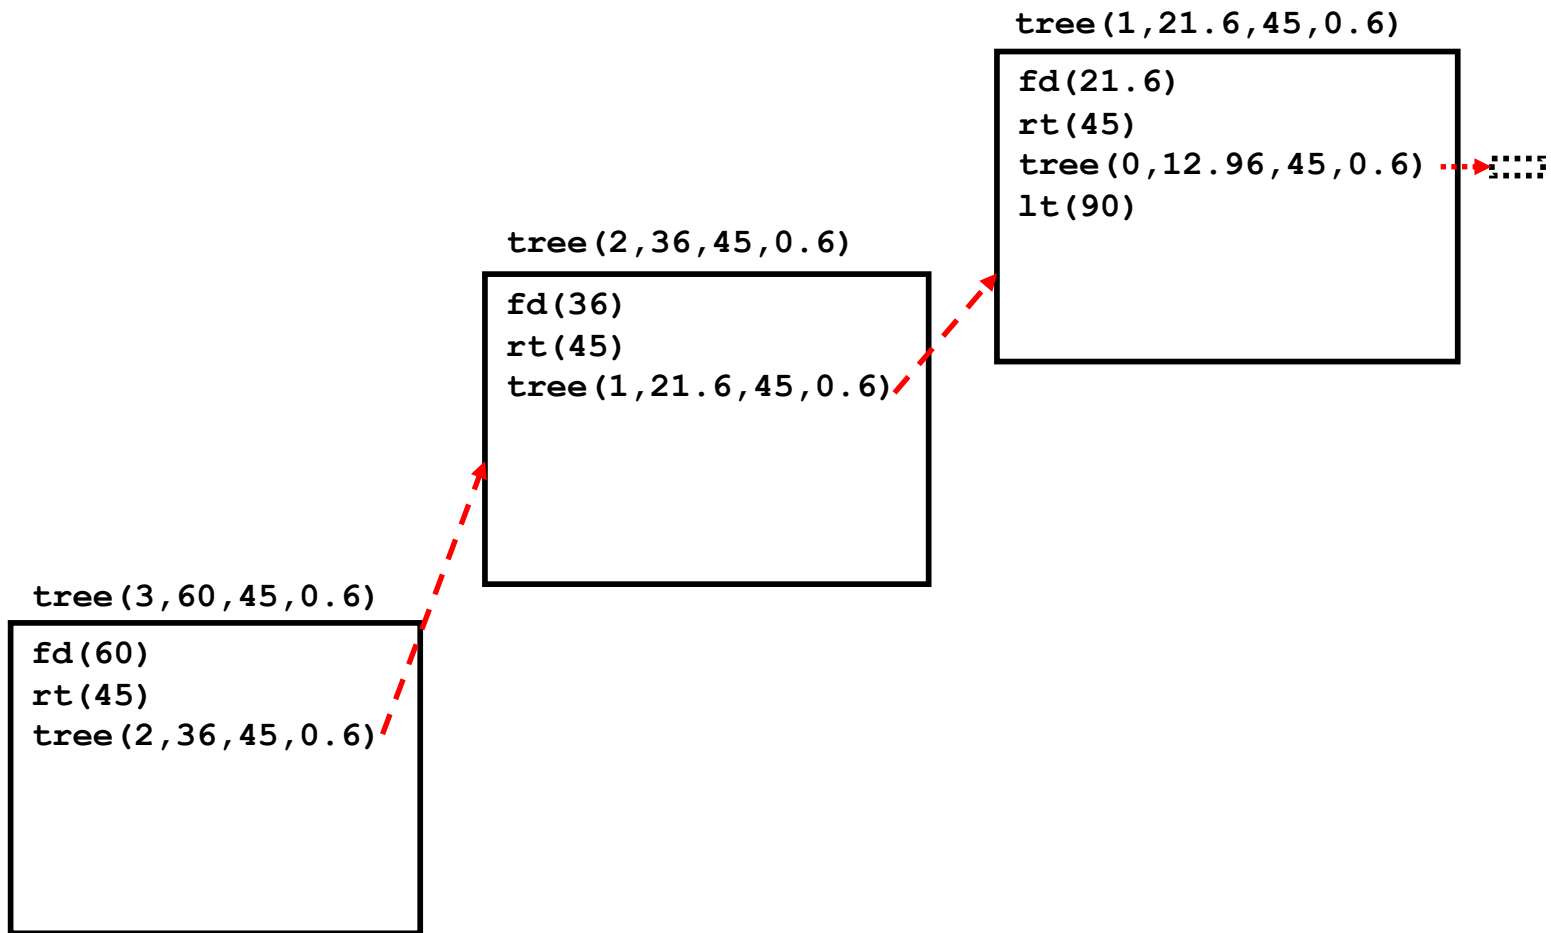 tree(1,21.6,45,0.6)
fd(21.6)
rt(45)
tree(0,12.96,45,0.6)
lt(90)
tree(2,36,45,0.6)
fd(36)
rt(45)
tree(1,21.6,45,0.6)
tree(3,60,45,0.6)
fd(60)
rt(45)
tree(2,36,45,0.6)